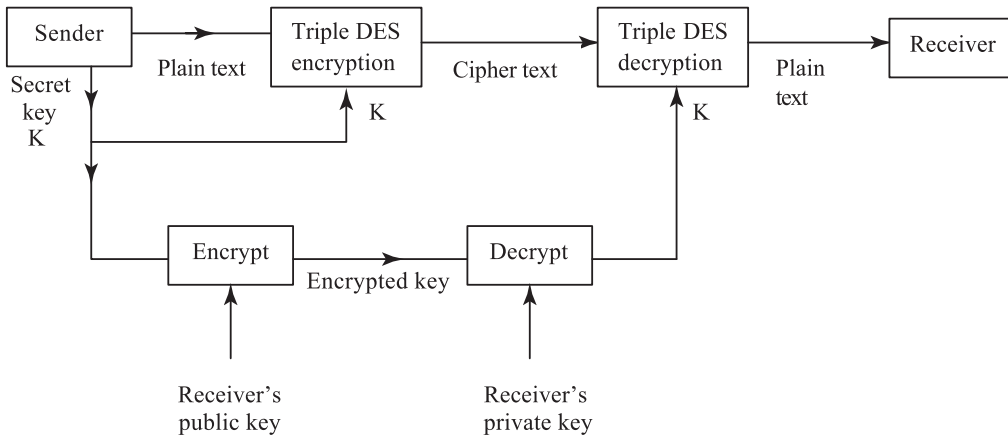 Sender
Plain text
Triple DES
encryption
Cipher text
Triple DES
decryption
Plain
text
Receiver
Secret
key
K
K
K
Encrypt
Encrypted key
Decrypt
Receiver's
public key
Receiver's
private key